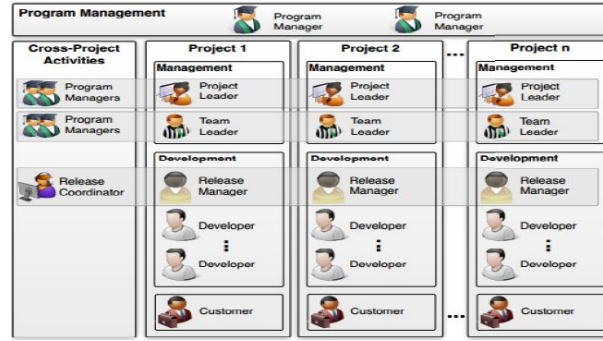 Program Management
Program
Manager
Program
Manager
Cross-Project
Activities
Program
Managers
Program
Managers
Release
Coordinator
Project 1
Management
Project
Leader
Team
Leader
Development
Release
Manager
Developer
Developer
Customer
Project 2
Management
Project
Leader
Team
Leader
Development
Release
Manager
Developer
Developer
Customer
...
...
Project n
Management
Project
Leader
Team
Leader
Development
Release
Manager
Developer
Developer
Customer